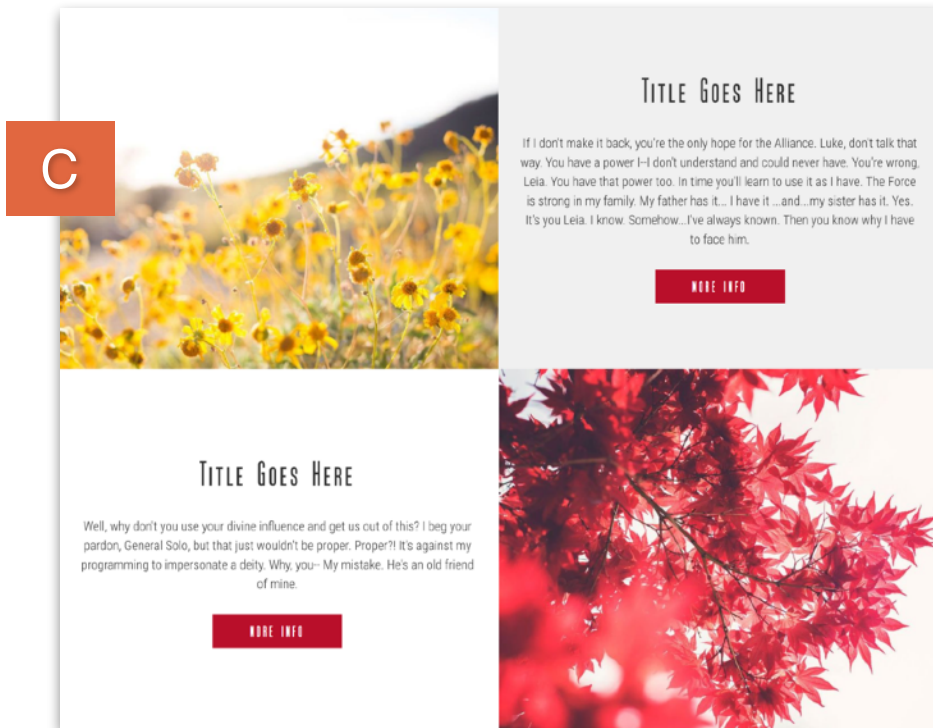 C
Title Goes Here
If I don't make it back, you're the only hope for the Alliance. Luke, don't talk that
way. You have a power I--I don't understand and could never have. You're wrong,
Leia. You have that power too. In time you'll learn to use it as I have. The Force
is strong in my family. My father has it... I have it ...and...my sister has it. Yes.
It's you Leia. I know. Somehow...I've always known. Then you know why I have
to face him.
MORE INFO
Title Goes Here
Well, why don't you use your divine influence and get us out of this? I beg your
pardon, General Solo, but that just wouldn't be proper. Proper?! It's against my
programming to impersonate a deity. Why, you-- My mistake. He's an old friend
of mine.
MORE INFO